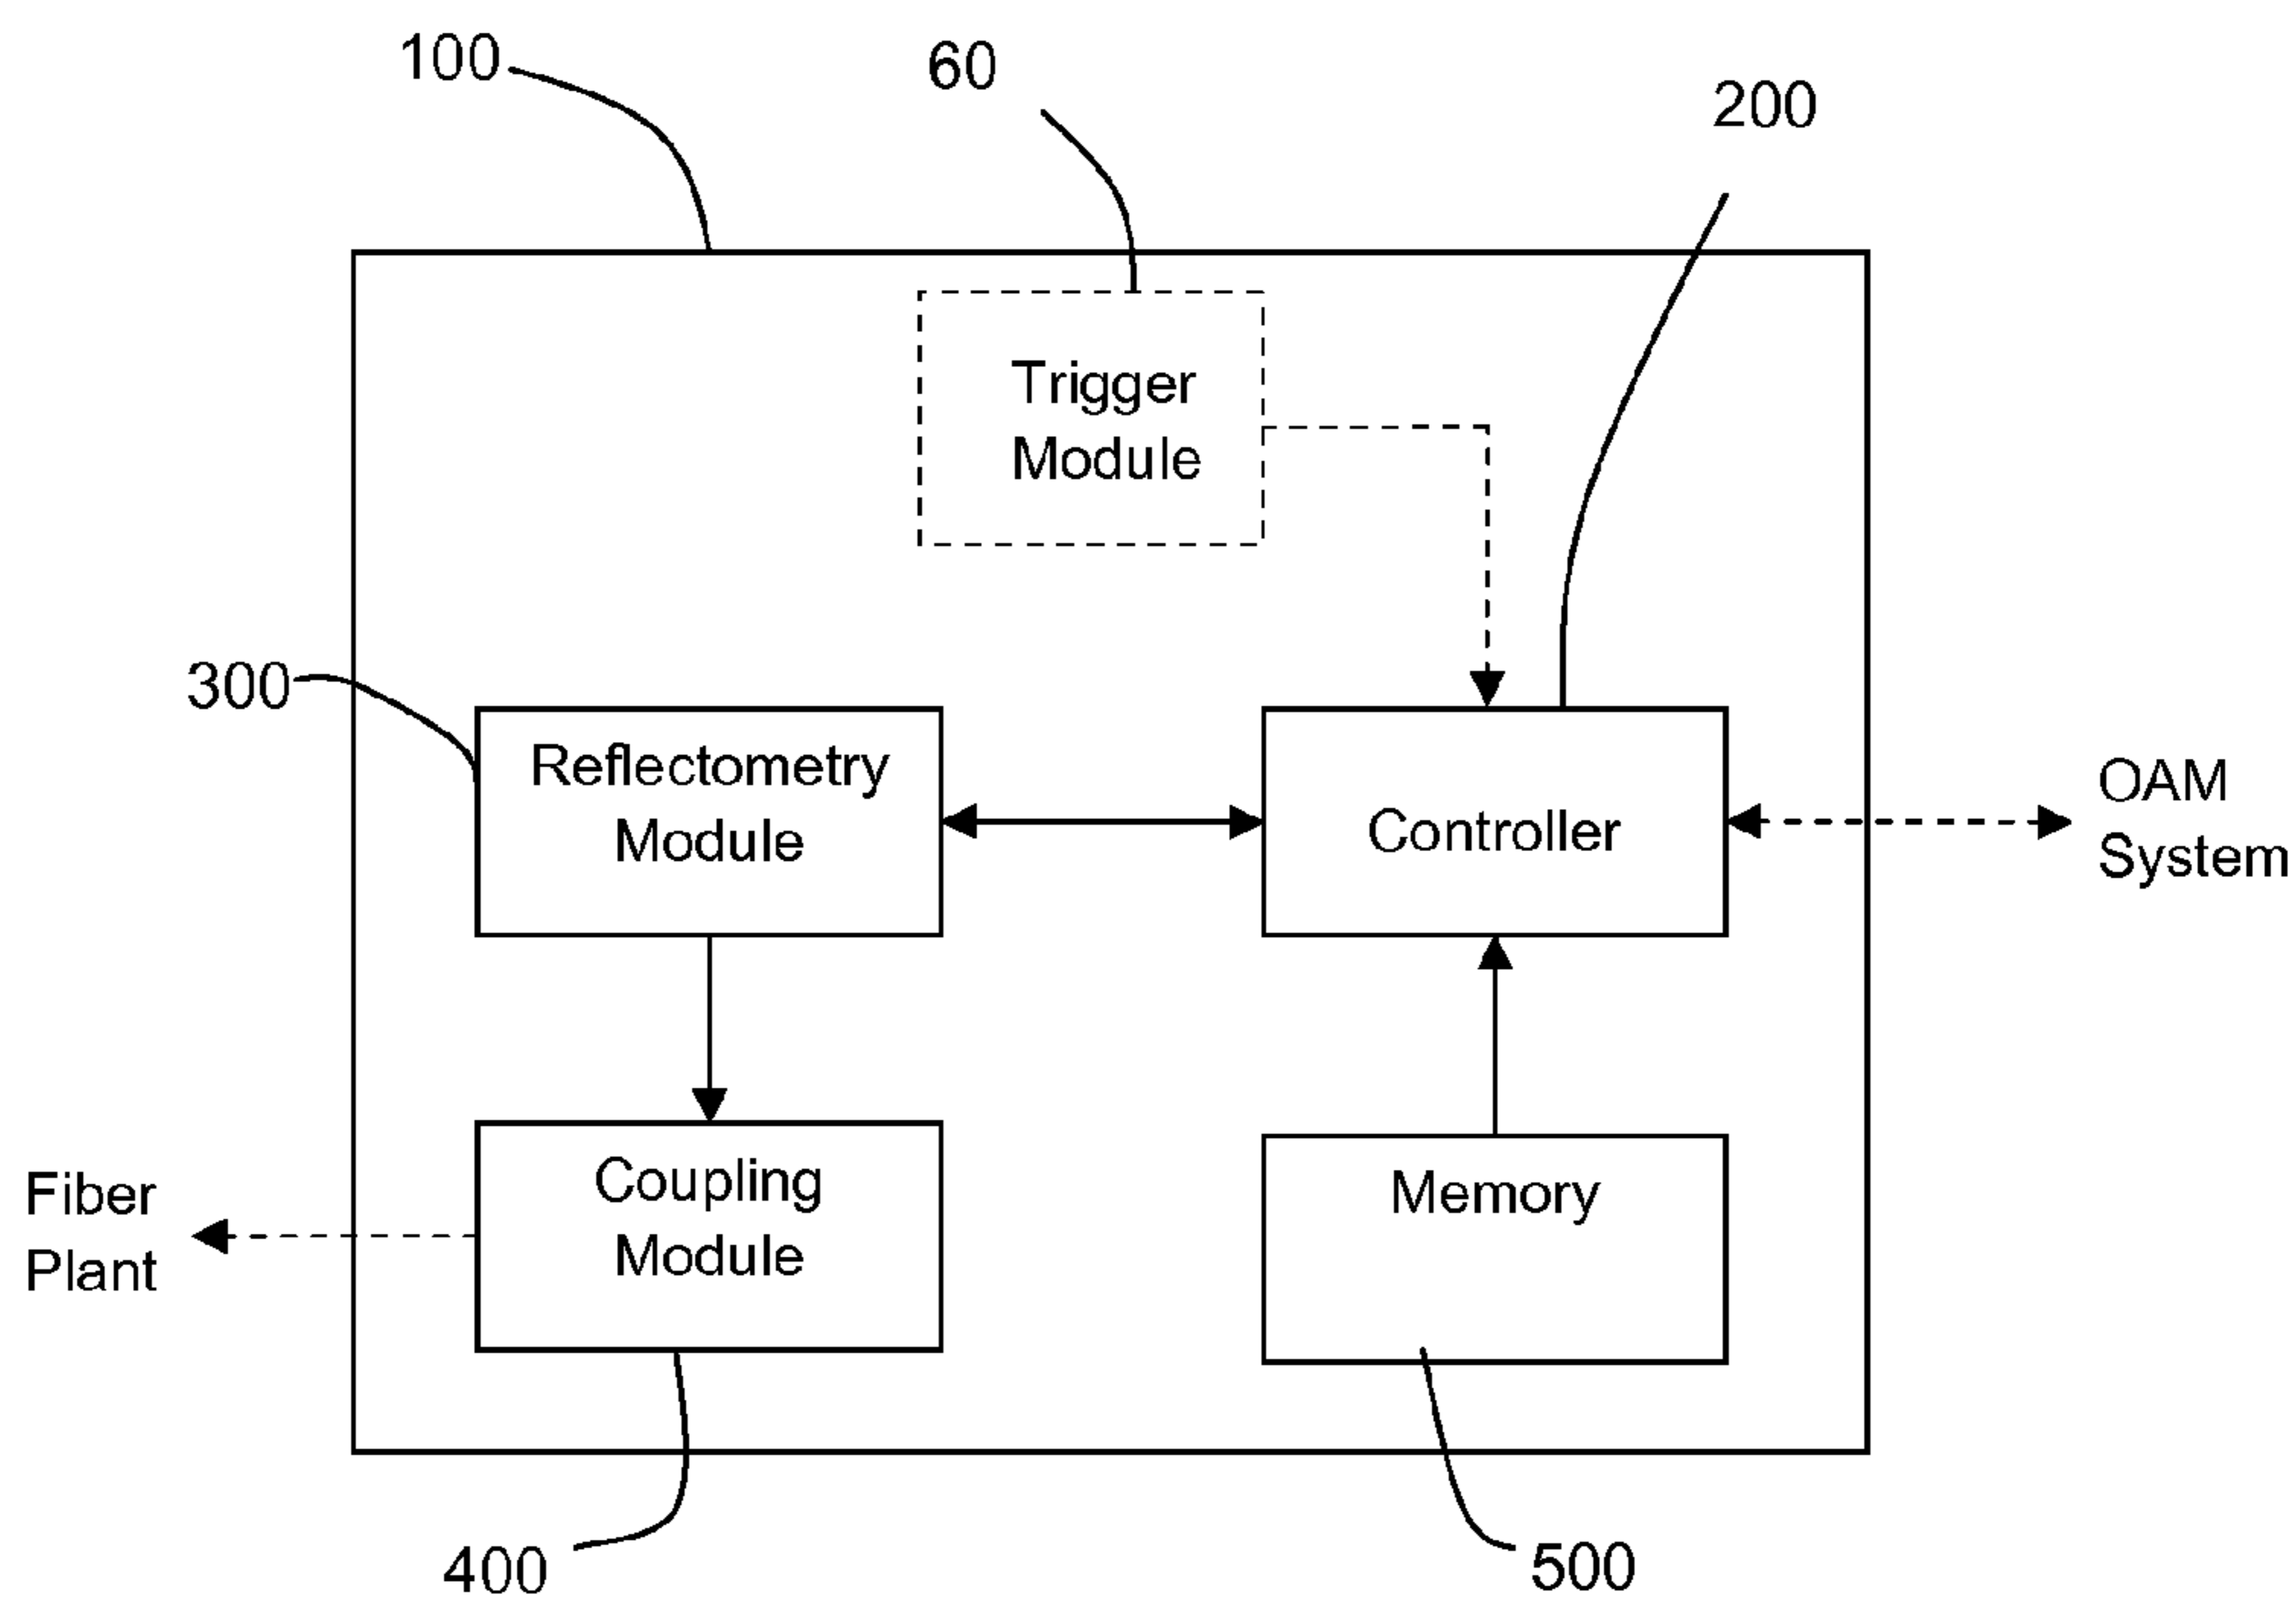 100
60
200
Trigger
Module
300
Reflectometry
Module
Controller
OAM
System
Fiber
Plant
Coupling
Module
Memory
400
500